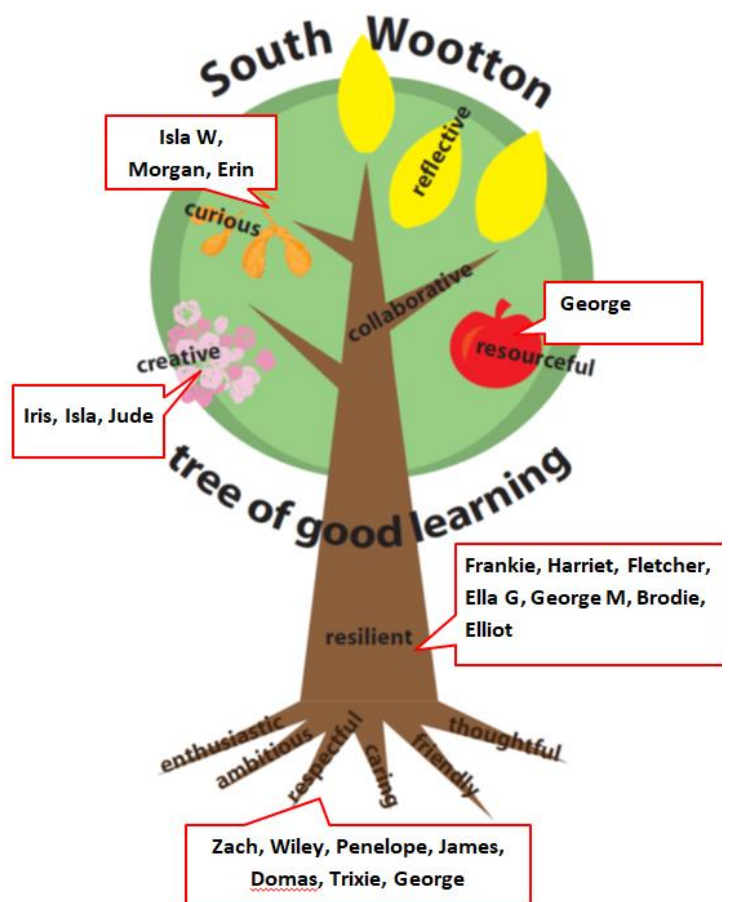 South Wootton
Isla W,
Morgan, Erin
reflective
curious
collaborative
George
resourceful
creative
Iris, Isla, Jude
tree of good learning
Frankie, Harriet, Fletcher,
Ella G, George M, Brodie,
Elliot
resilient
enthusiastic
ambitious
respectful
caring
friendly
thoughtful
Zach, Wiley, Penelope, James,
Domas, Trixie, George